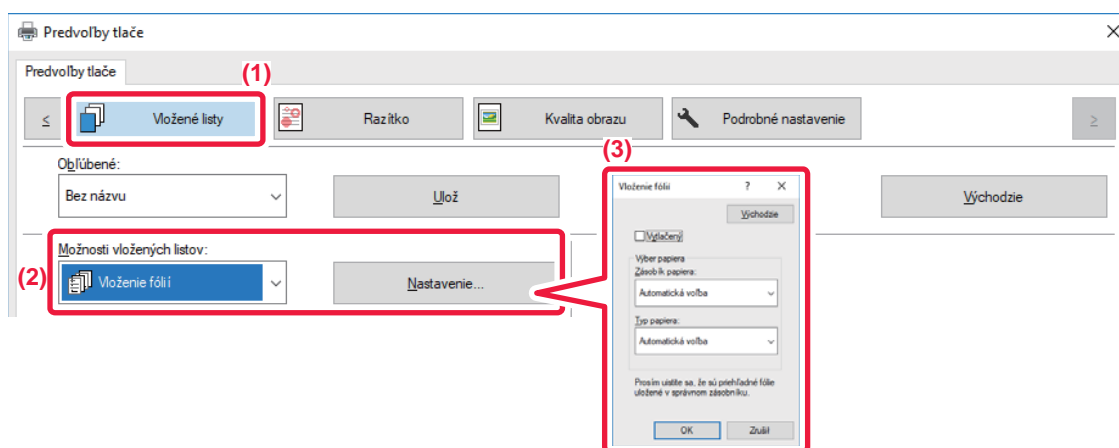 Predvoľby tlače
Predvoľby tlače
(1)
Vložené listy
Razítko
Kvalita obrazu
Podrobné nastavenie
Obľúbené:
Bez názvu
Ulož
Východzie
Možnosti vložených listov:
(2)
Vloženie fólií
Nastavenie...
(3)
Vloženie fólií
Východzie
Vytlačený
Výber papiera
Zásobík papiera:
Automatická voľba
Typ papiera:
Automatická voľba
Prosím uistite sa, že sú priehľadné fólie
uložené v správnom zásobníku.
OK
Zrušiť